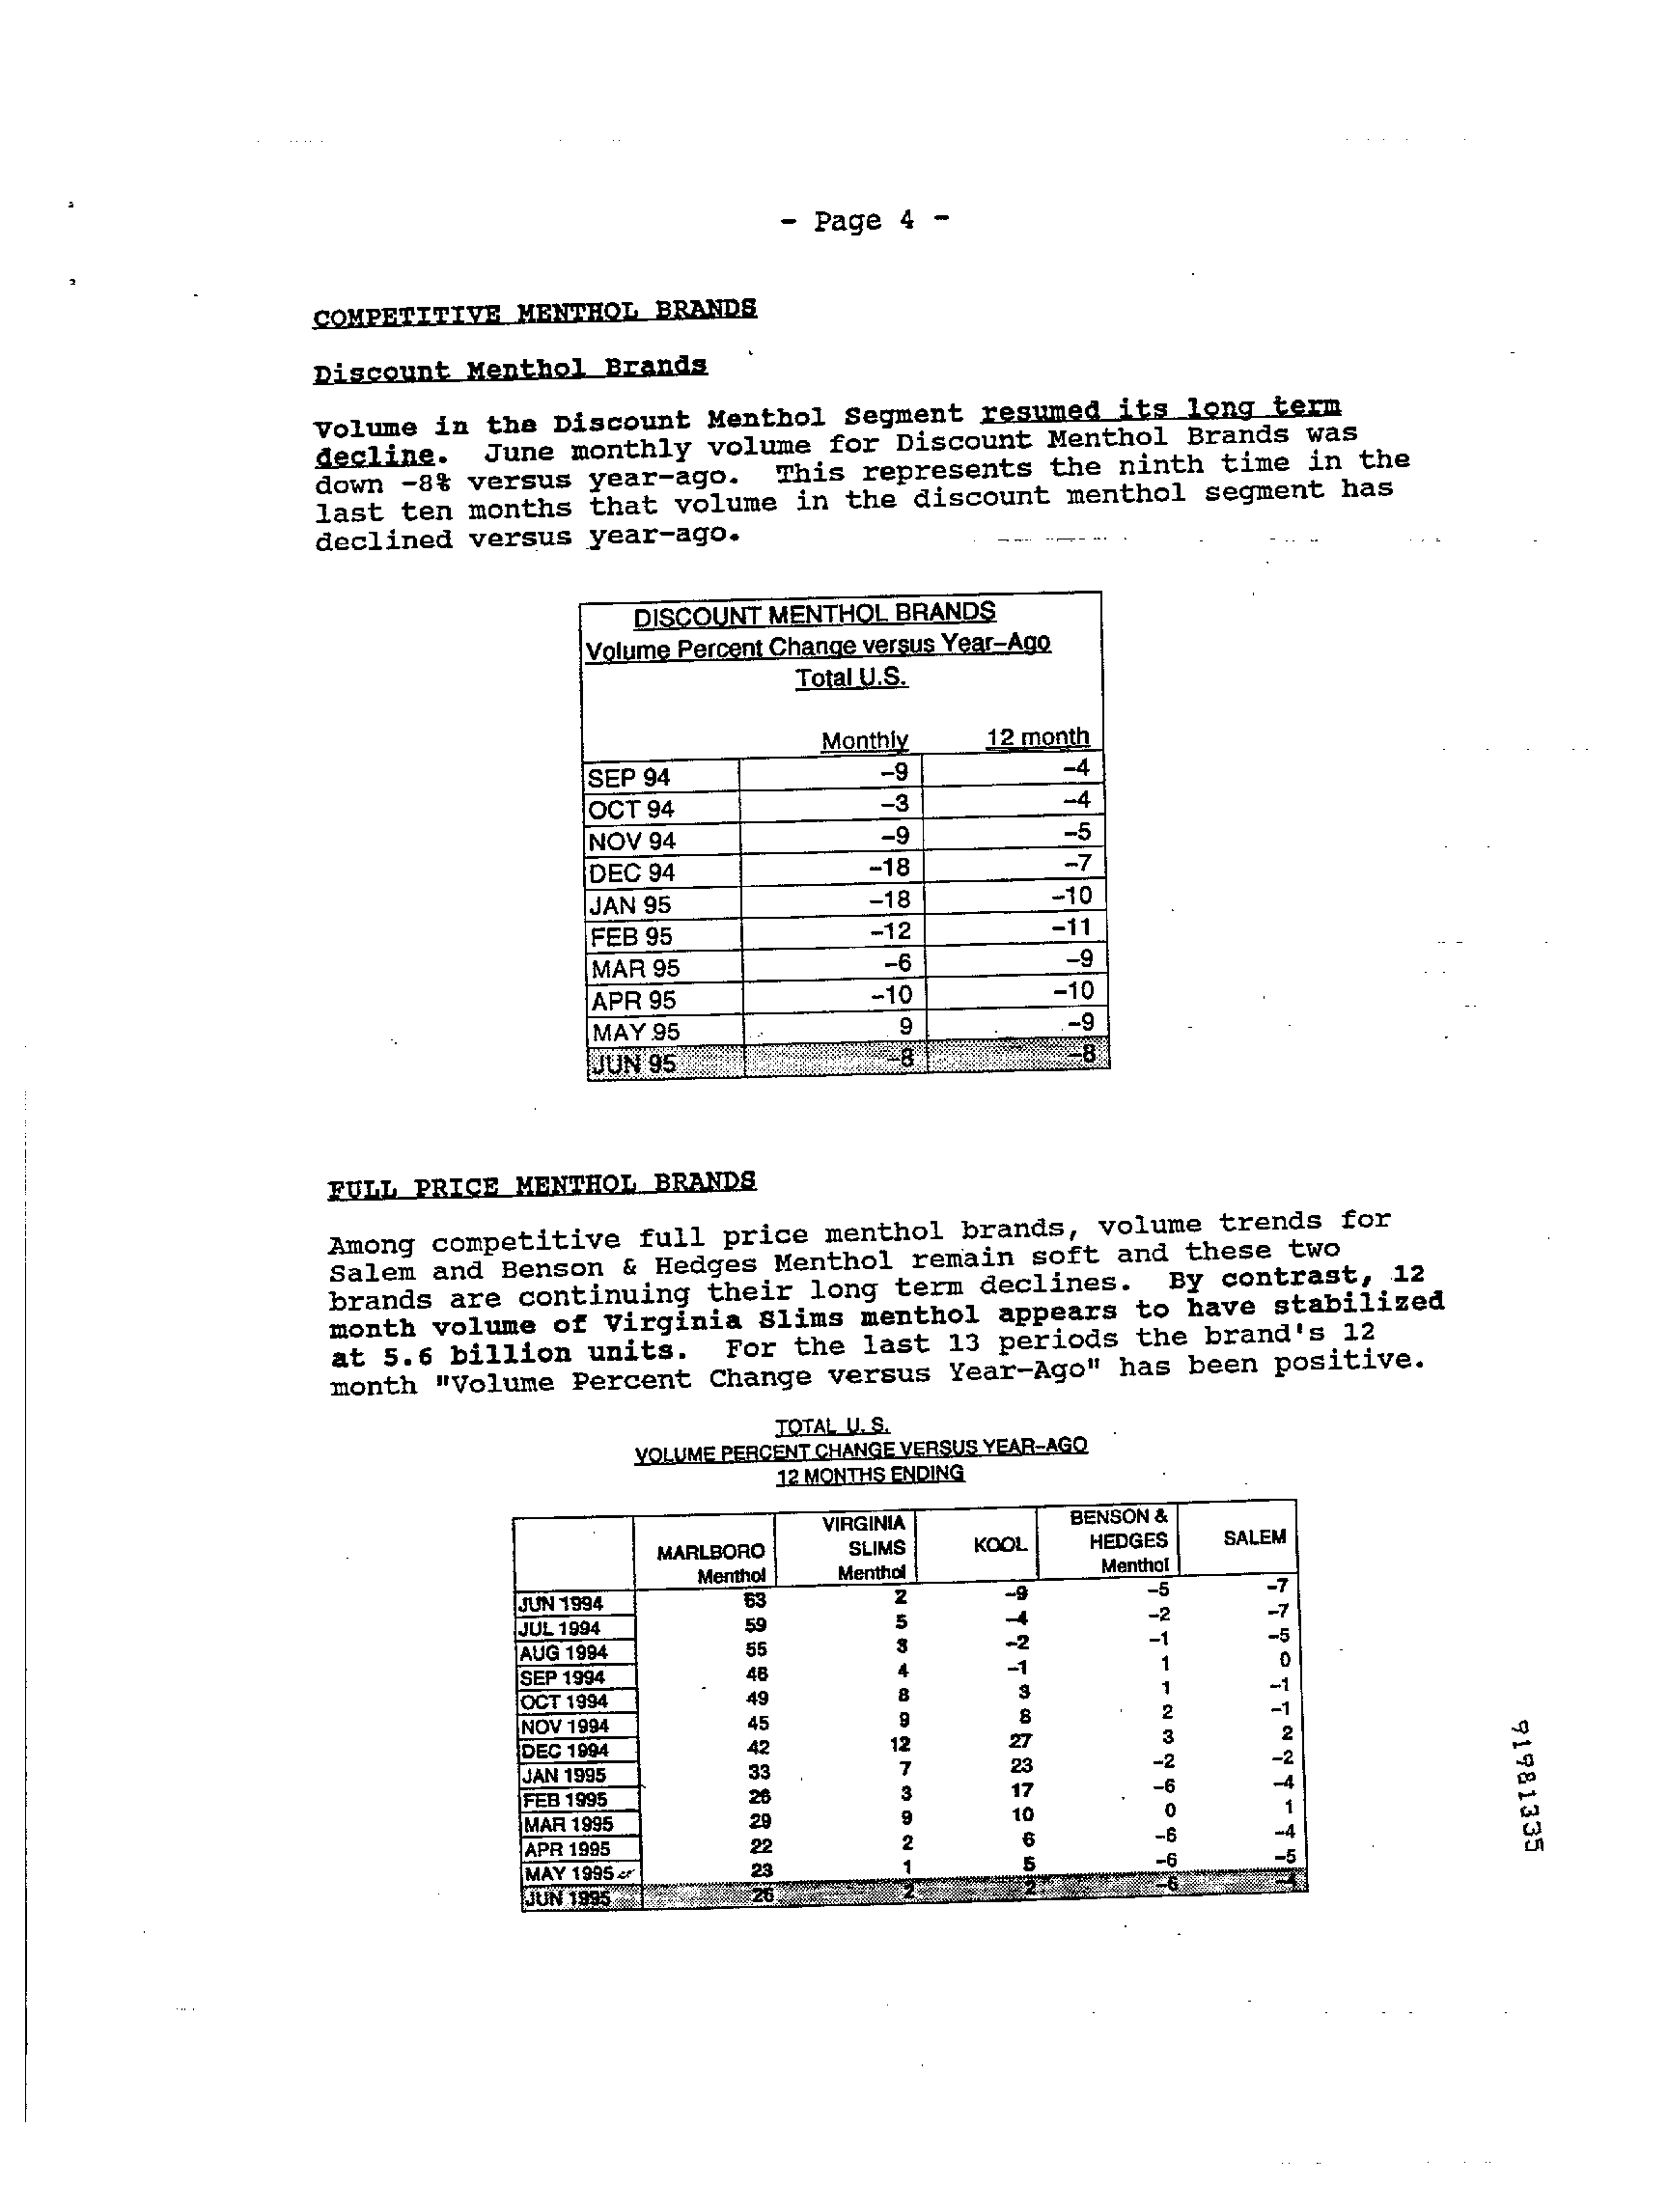 - Page 4 -
COMPETITIVE MENTHOL BRANDS
Discount Menthol Brands
Volume in the Discount Menthol Segment resumed its long term
decline. June monthly volume for Discount Menthol Brands was
down -8% versus year-ago. This represents the ninth time in the
last ten months that volume in the discount menthol segment has
declined versus year-ago.
DISCOUNT MENTHOL BRANDS
Volume Percent Change versus Year-Ago
Total U.S.
Monthly 12 month
SEP 94 -9 -4
OCT 94 -3 -4
NOV 94 -9 -5
DEC 94 -18 -7
JAN 95 -18 -10
FEB 95 -12 -11
MAR 95 -6 -9
APR 95 -10 -10
MAY 95 9 -9
JUN 95 -8 -8
FULL PRICE MENTHOL BRANDS
Among competitive full price menthol brands, volume trends for
Salem and Benson & Hedges Menthol remain soft and these two
brands are continuing their long term declines. By contrast, 12
month volume of Virginia Slims menthol appears to have stabilized
at 5.6 billion units. For the last 13 periods the brand's 12
month "Volume Percent Change versus Year-Ago" has been positive.
TOTAL U. S.
VOLUME PERCENT CHANGE VERSUS YEAR-AGO
12 MONTHS ENDING
MARLBORO Menthol VIRGINIA SLIMS Menthol KOOL BENSON & HEDGES Menthol SALEM
JUN 1994 63 2 -9 -5 -7
JUL 1994 59 5 -4 -2 -7
AUG 1994 55 3 -2 -1 -5
SEP 1994 48 4 -1 1 0
OCT 1994 49 8 3 1 -1
NOV 1994 45 9 8 2 -1
DEC 1994 42 12 27 3 2
JAN 1995 33 7 23 -2 -2
FEB 1995 26 3 17 -6 -4
MAR 1995 29 9 10 0 1
APR 1995 22 2 6 -6 -4
MAY 1995 23 1 5 -6 -5
JUN 1995 26 2 2 -6 -4
91981335